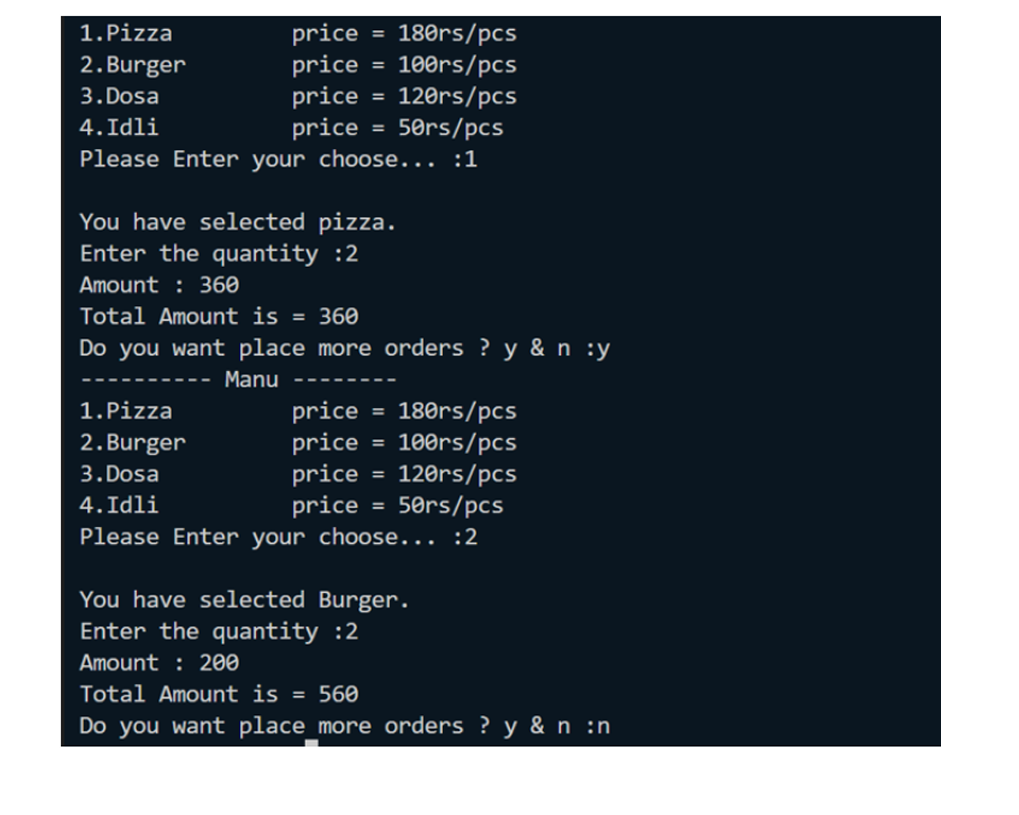 1.Pizza         price = 180rs/pcs
2.Burger        price = 100rs/pcs
3.Dosa          price = 120rs/pcs
4.Idli          price = 50rs/pcs
Please Enter your choose... :1

You have selected pizza.
Enter the quantity :2
Amount : 360
Total Amount is = 360
Do you want place more orders ? y & n :y
---------- Manu --------
1.Pizza         price = 180rs/pcs
2.Burger        price = 100rs/pcs
3.Dosa          price = 120rs/pcs
4.Idli          price = 50rs/pcs
Please Enter your choose... :2

You have selected Burger.
Enter the quantity :2
Amount : 200
Total Amount is = 560
Do you want place more orders ? y & n :n